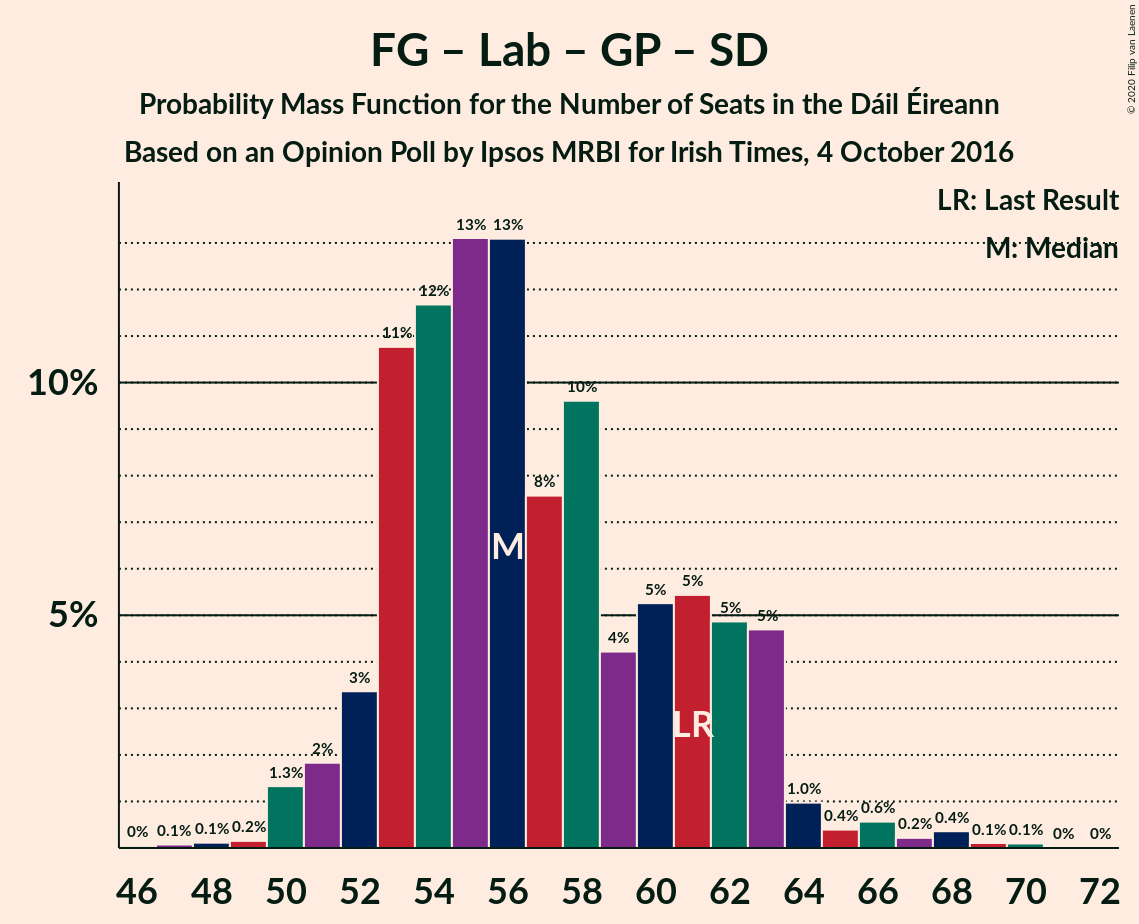 FG – Lab – GP – SD
Probability Mass Function for the Number of Seats in the Dáil Éireann
Based on an Opinion Poll by Ipsos MRBI for Irish Times, 4 October 2016
© 2020 Filip van Laenen
LR: Last Result
M: Median
10%
5%
0% 0.1% 0.1% 0.2% 1.3% 2% 3% 11% 12% 13% 13% 8% 10% 4% 5% 5% 5% 5% 1.0% 0.4% 0.6% 0.2% 0.4% 0.1% 0.1% 0% 0%
M
LR
46 48 50 52 54 56 58 60 62 64 66 68 70 72